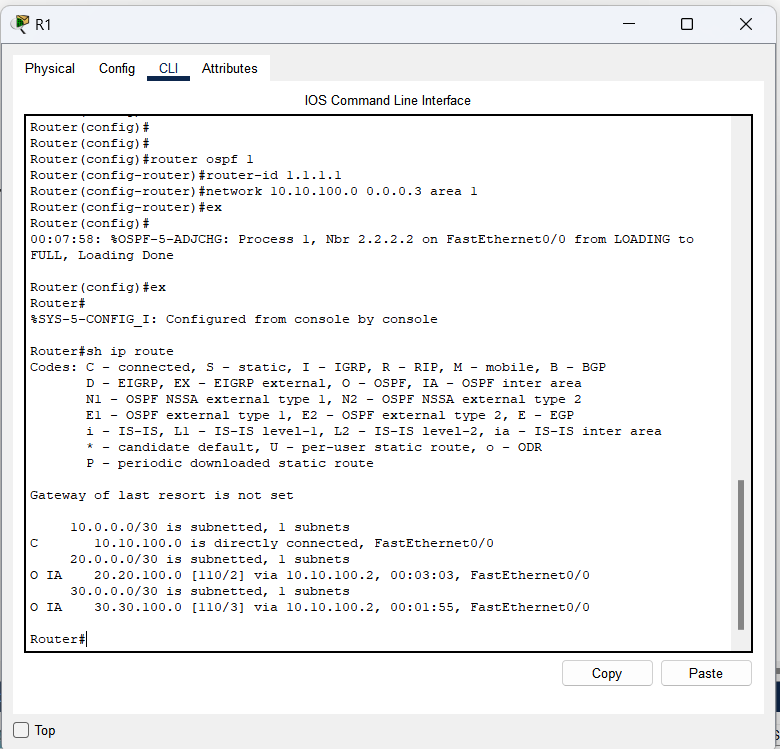 R1
Physical Config CLI Attributes
IOS Command Line Interface
Router(config)#
Router(config)#
Router(config)#router ospf 1
Router(config-router)#router-id 1.1.1.1
Router(config-router)#network 10.10.100.0 0.0.0.3 area 1
Router(config-router)#ex
Router(config)#
00:07:58: %OSPF-5-ADJCHG: Process 1, Nbr 2.2.2.2 on FastEthernet0/0 from LOADING to
FULL, Loading Done
Router(config)#ex
Router#
%SYS-5-CONFIG_I: Configured from console by console
Router#sh ip route
Codes: C - connected, S - static, I - IGRP, R - RIP, M - mobile, B - BGP
D - EIGRP, EX - EIGRP external, O - OSPF, IA - OSPF inter area
N1 - OSPF NSSA external type 1, N2 - OSPF NSSA external type 2
E1 - OSPF external type 1, E2 - OSPF external type 2, E - EGP
i - IS-IS, L1 - IS-IS level-1, L2 - IS-IS level-2, ia - IS-IS inter area
* - candidate default, U - per-user static route, o - ODR
P - periodic downloaded static route
Gateway of last resort is not set
10.0.0.0/30 is subnetted, 1 subnets
C 10.10.100.0 is directly connected, FastEthernet0/0
20.0.0.0/30 is subnetted, 1 subnets
O IA 20.20.100.0 [110/2] via 10.10.100.2, 00:03:03, FastEthernet0/0
30.0.0.0/30 is subnetted, 1 subnets
O IA 30.30.100.0 [110/3] via 10.10.100.2, 00:01:55, FastEthernet0/0
Router#
Copy Paste
Top